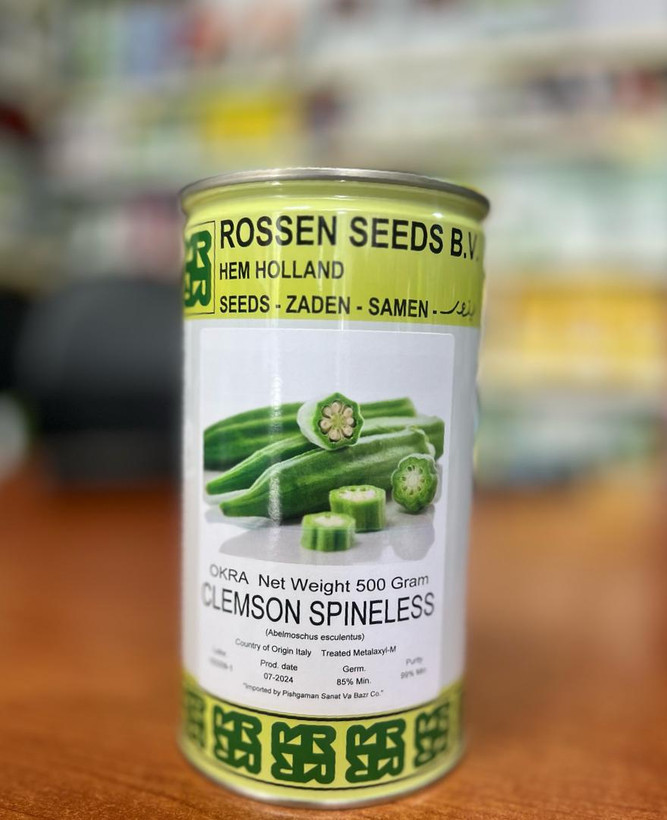 ROSSEN SEEDS B.V.
HEM HOLLAND
SEEDS - ZADEN - SAMEN -
OKRA Net Weight 500 Gram
CLEMSON SPINELESS
(Abelmoschus esculentus)
Country of Origin Italy Treated Metalaxyl-M
Prod. date Germ. Purity
07-2024 85% Min. 99% Min
"Imported by Pishgaman Sanat Va Bazr Co."